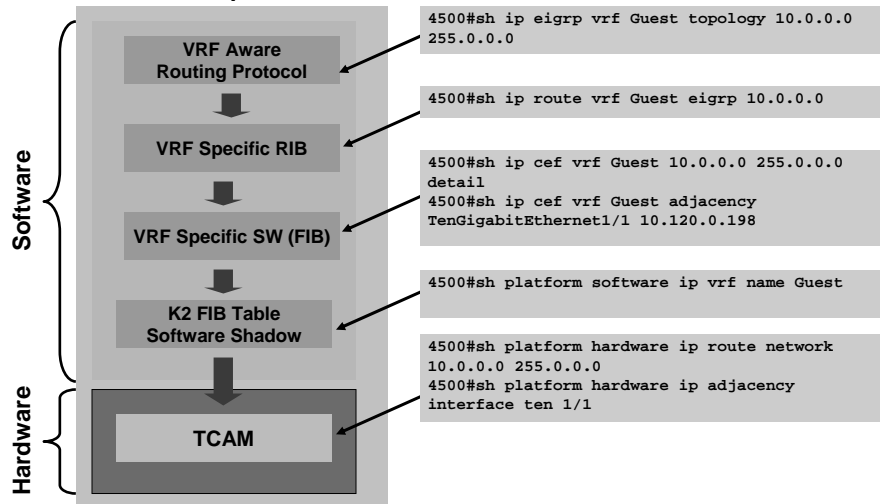 VRF Aware
Routing Protocol
VRF Specific RIB
VRF Specific SW (FIB)
K2 FIB Table
Software Shadow
TCAM
Software
Hardware
4500#sh ip eigrp vrf Guest topology 10.0.0.0
255.0.0.0
4500#sh ip route vrf Guest eigrp 10.0.0.0
4500#sh ip cef vrf Guest 10.0.0.0 255.0.0.0
detail
4500#sh ip cef vrf Guest adjacency
TenGigabitEthernet1/1 10.120.0.198
4500#sh platform software ip vrf name Guest
4500#sh platform hardware ip route network
10.0.0.0 255.0.0.0
4500#sh platform hardware ip adjacency
interface ten 1/1